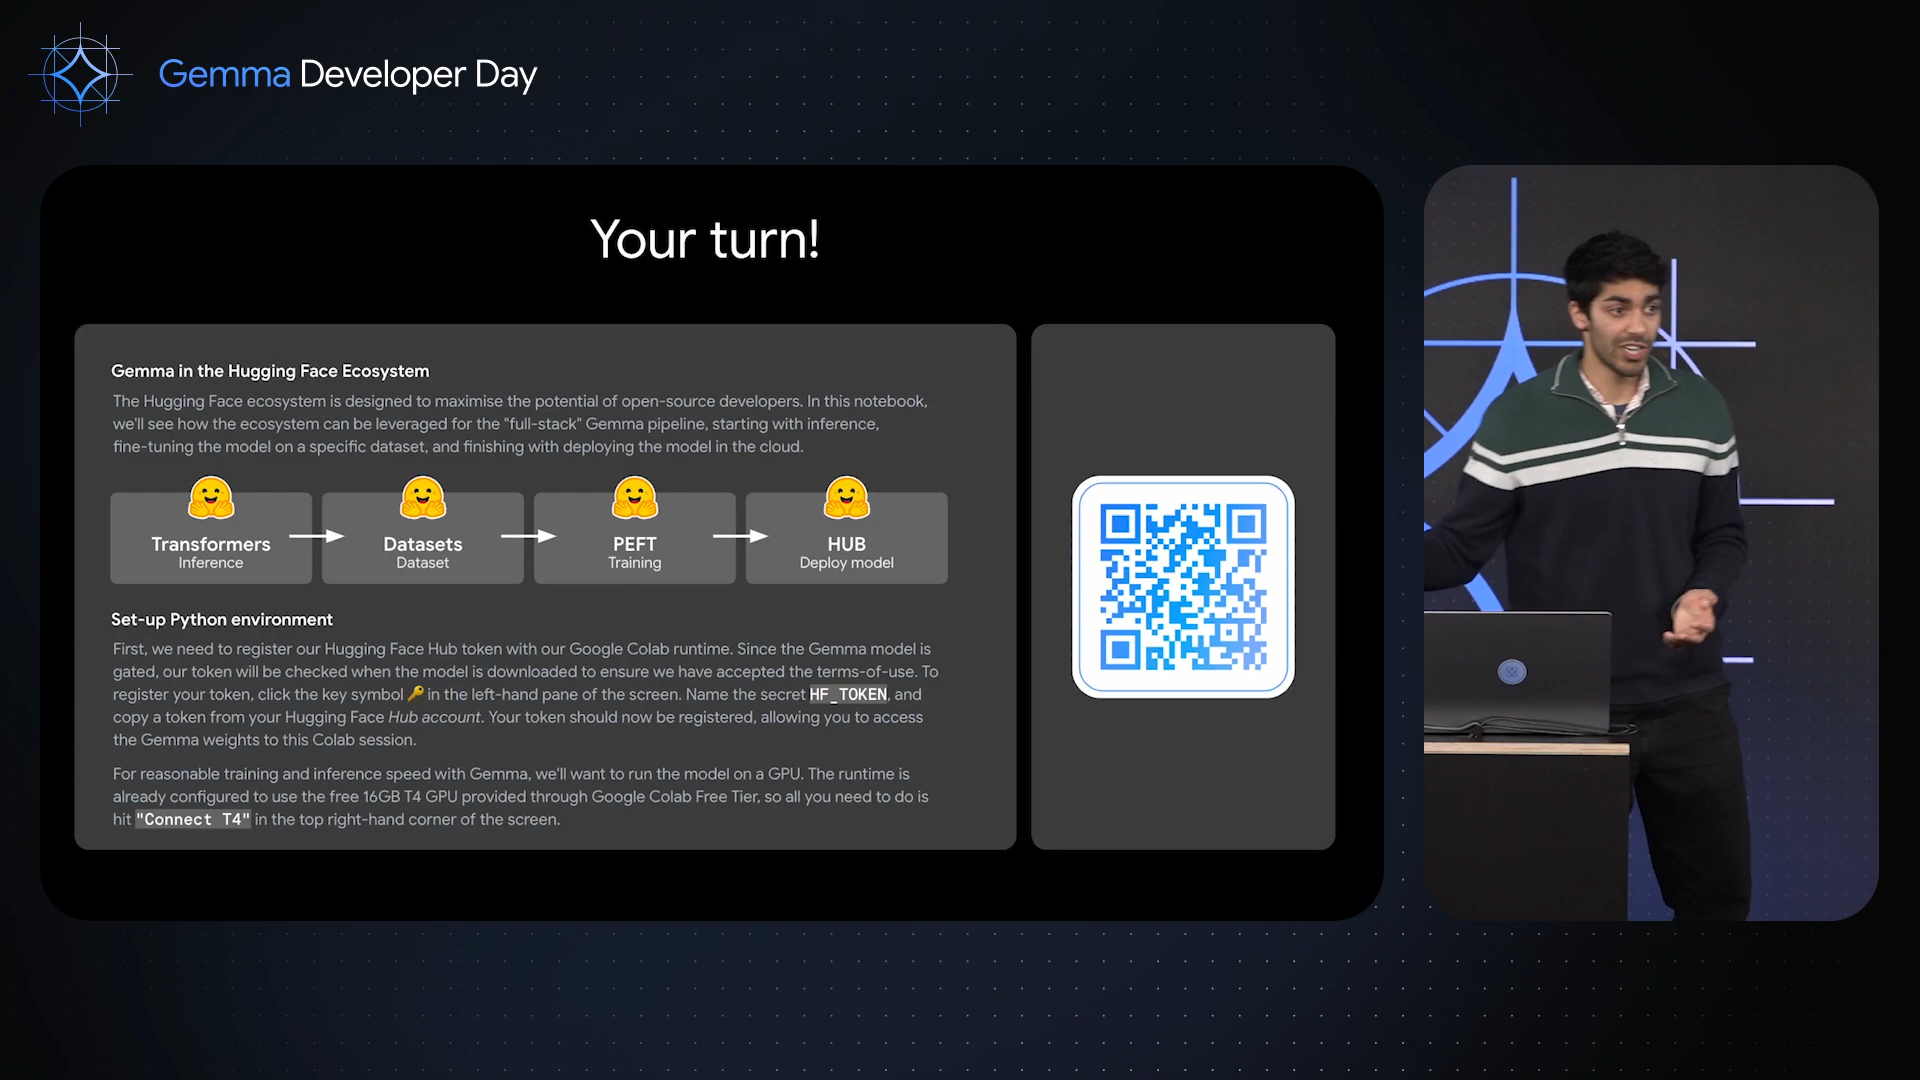 Gemma Developer Day
Your turn!
Gemma in the Hugging Face Ecosystem
The Hugging Face ecosystem is designed to maximise the potential of open-source developers. In this notebook,
we'll see how the ecosystem can be leveraged for the "full-stack" Gemma pipeline, starting with inference,
fine-tuning the model on a specific dataset, and finishing with deploying the model in the cloud.
Transformers
Inference
Datasets
Dataset
PEFT
Training
HUB
Deploy model
Set-up Python environment
First, we need to register our Hugging Face Hub token with our Google Colab runtime. Since the Gemma model is
gated, our token will be checked when the model is downloaded to ensure we have accepted the terms-of-use. To
register your token, click the key symbol 🔑 in the left-hand pane of the screen. Name the secret HF_TOKEN, and
copy a token from your Hugging Face Hub account. Your token should now be registered, allowing you to access
the Gemma weights to this Colab session.
For reasonable training and inference speed with Gemma, we'll want to run the model on a GPU. The runtime is
already configured to use the free 16GB T4 GPU provided through Google Colab Free Tier, so all you need to do is
hit "Connect T4" in the top right-hand corner of the screen.